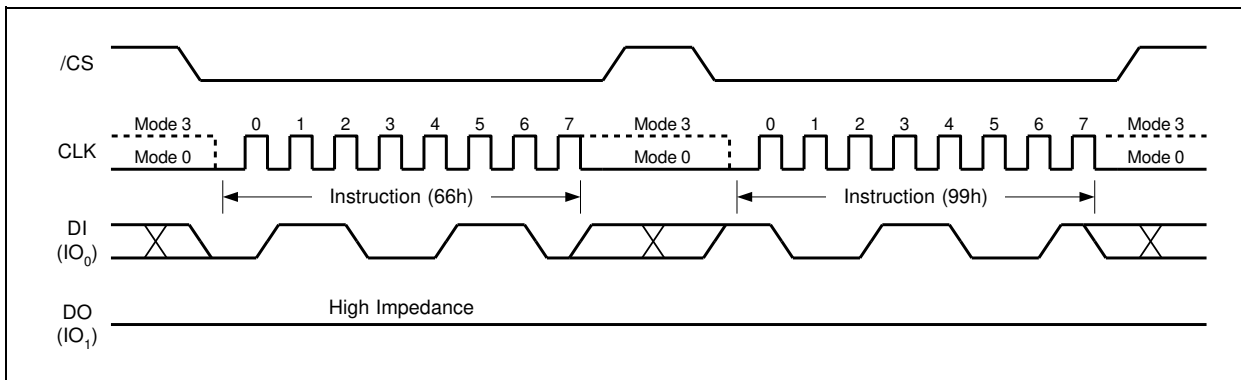 /CS
Mode 3 0 1 2 3 4 5 6 7 Mode 3 0 1 2 3 4 5 6 7 Mode 3
CLK Mode 0 Mode 0 Mode 0
Instruction (66h) Instruction (99h)
DI
(IO₀)
High Impedance
DO
(IO₁)